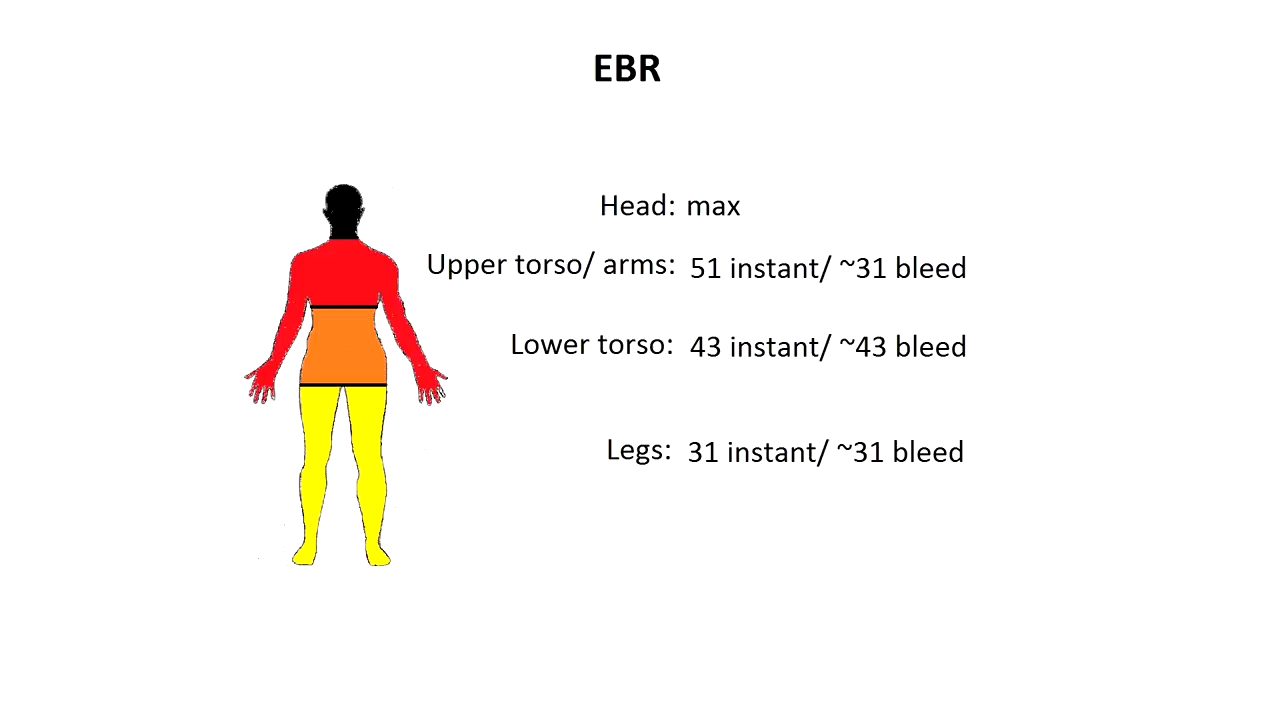 EBR
Head: max
Upper torso/ arms: 51 instant/ ~31 bleed
Lower torso: 43 instant/ ~43 bleed
Legs: 31 instant/ ~31 bleed